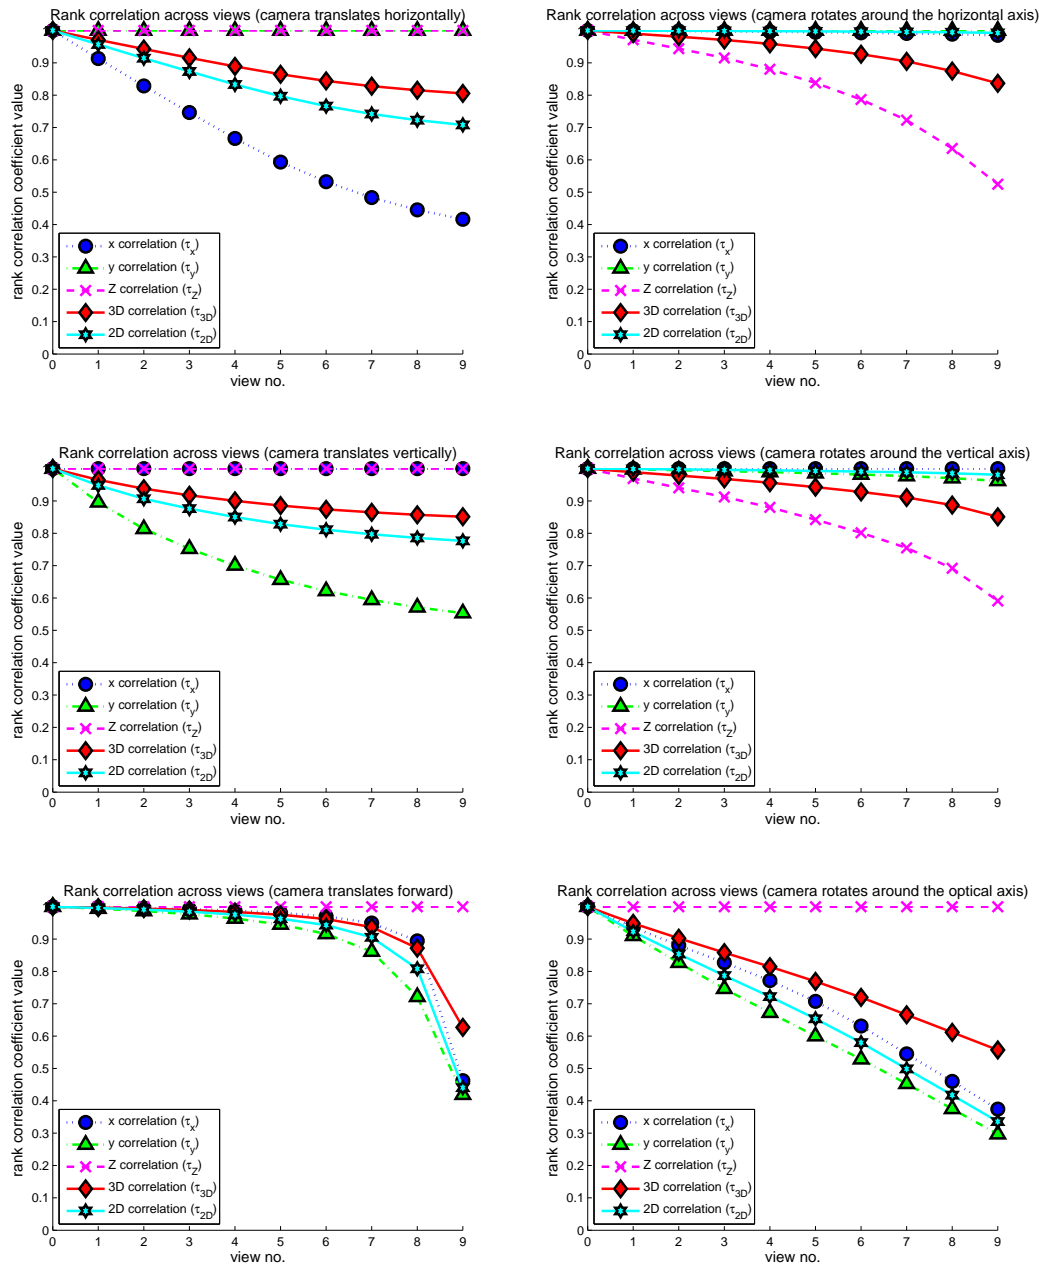 Rank correlation across views (camera translates horizontally)
rank correlation coefficient value
0.9
0.8
0.7
0.6
0.5
0.4
0.3
0.2
0.1
0
x correlation (τx)
y correlation (τy)
Z correlation (τZ)
3D correlation (τ3D)
2D correlation (τ2D)
0 1 2 3 4 5 6 7 8 9
view no.
Rank correlation across views (camera rotates around the horizontal axis)
rank correlation coefficient value
0.9
0.8
0.7
0.6
0.5
0.4
0.3
0.2
0.1
0
x correlation (τx)
y correlation (τy)
Z correlation (τZ)
3D correlation (τ3D)
2D correlation (τ2D)
0 1 2 3 4 5 6 7 8 9
view no.
Rank correlation across views (camera translates vertically)
rank correlation coefficient value
0.9
0.8
0.7
0.6
0.5
0.4
0.3
0.2
0.1
0
x correlation (τx)
y correlation (τy)
Z correlation (τZ)
3D correlation (τ3D)
2D correlation (τ2D)
0 1 2 3 4 5 6 7 8 9
view no.
Rank correlation across views (camera rotates around the vertical axis)
rank correlation coefficient value
0.9
0.8
0.7
0.6
0.5
0.4
0.3
0.2
0.1
0
x correlation (τx)
y correlation (τy)
Z correlation (τZ)
3D correlation (τ3D)
2D correlation (τ2D)
0 1 2 3 4 5 6 7 8 9
view no.
Rank correlation across views (camera translates forward)
rank correlation coefficient value
0.9
0.8
0.7
0.6
0.5
0.4
0.3
0.2
0.1
0
x correlation (τx)
y correlation (τy)
Z correlation (τZ)
3D correlation (τ3D)
2D correlation (τ2D)
0 1 2 3 4 5 6 7 8 9
view no.
Rank correlation across views (camera rotates around the optical axis)
rank correlation coefficient value
0.9
0.8
0.7
0.6
0.5
0.4
0.3
0.2
0.1
0
x correlation (τx)
y correlation (τy)
Z correlation (τZ)
3D correlation (τ3D)
2D correlation (τ2D)
0 1 2 3 4 5 6 7 8 9
view no.